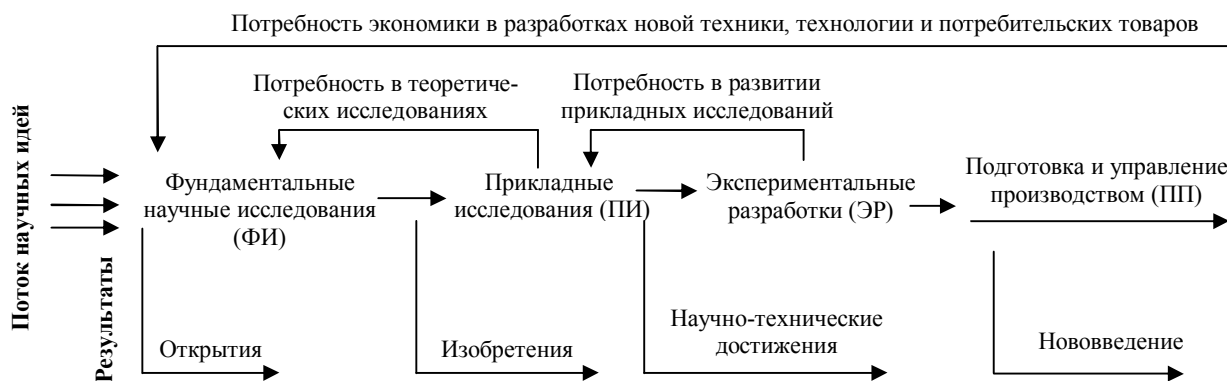 Потребность экономики в разработках новой техники, технологии и потребительских товаров
Потребность в теоретиче-
ских исследованиях
Потребность в развитии
прикладных исследований
Поток научных идей
Фундаментальные
научные исследования
(ФИ)
Прикладные
исследования (ПИ)
Экспериментальные
разработки (ЭР)
Подготовка и управление
производством (ПП)
Результаты
Открытия
Изобретения
Научно-технические
достижения
Нововведение